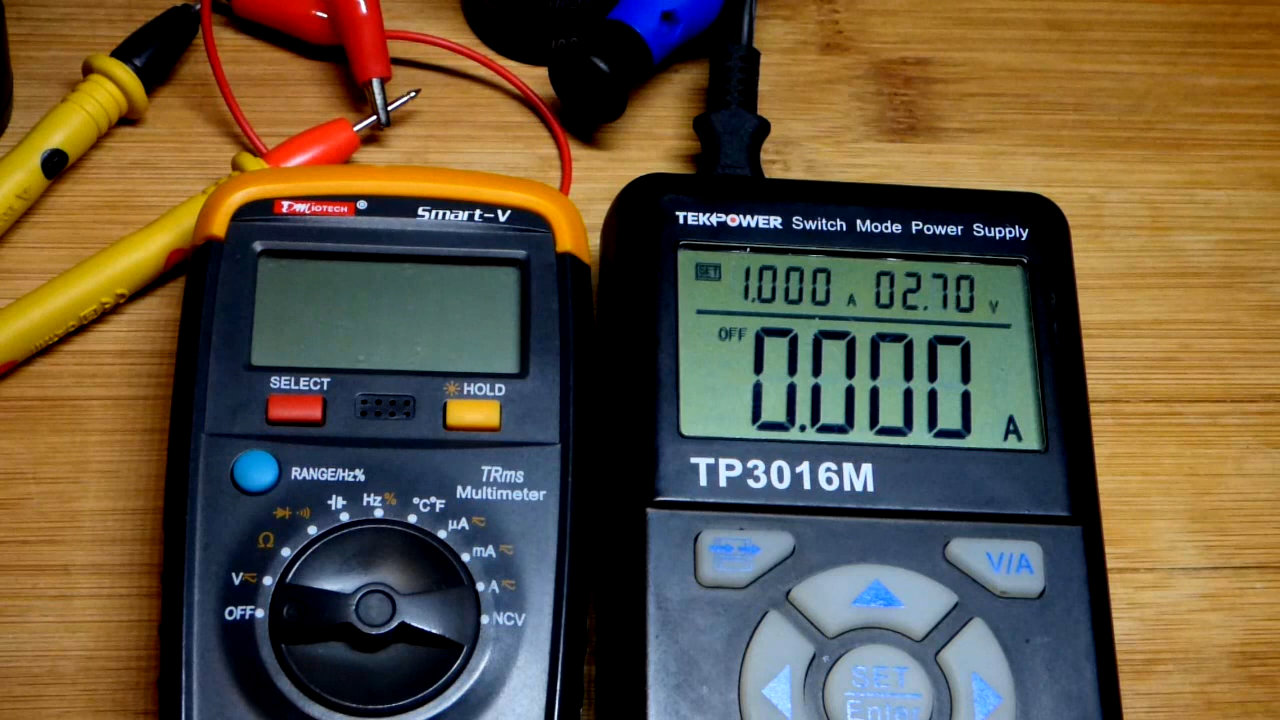 DMiOTECH ®
Smart-V
SELECT
HOLD
RANGE/Hz%
TRms
Multimeter
Hz %
°C°F
µA
mA
A
NCV
Ω
V
OFF
TEKPOWER Switch Mode Power Supply
SET 1.000 A 02.70 V
OFF 0.000 A
TP3016M
V/A
SET
Enter